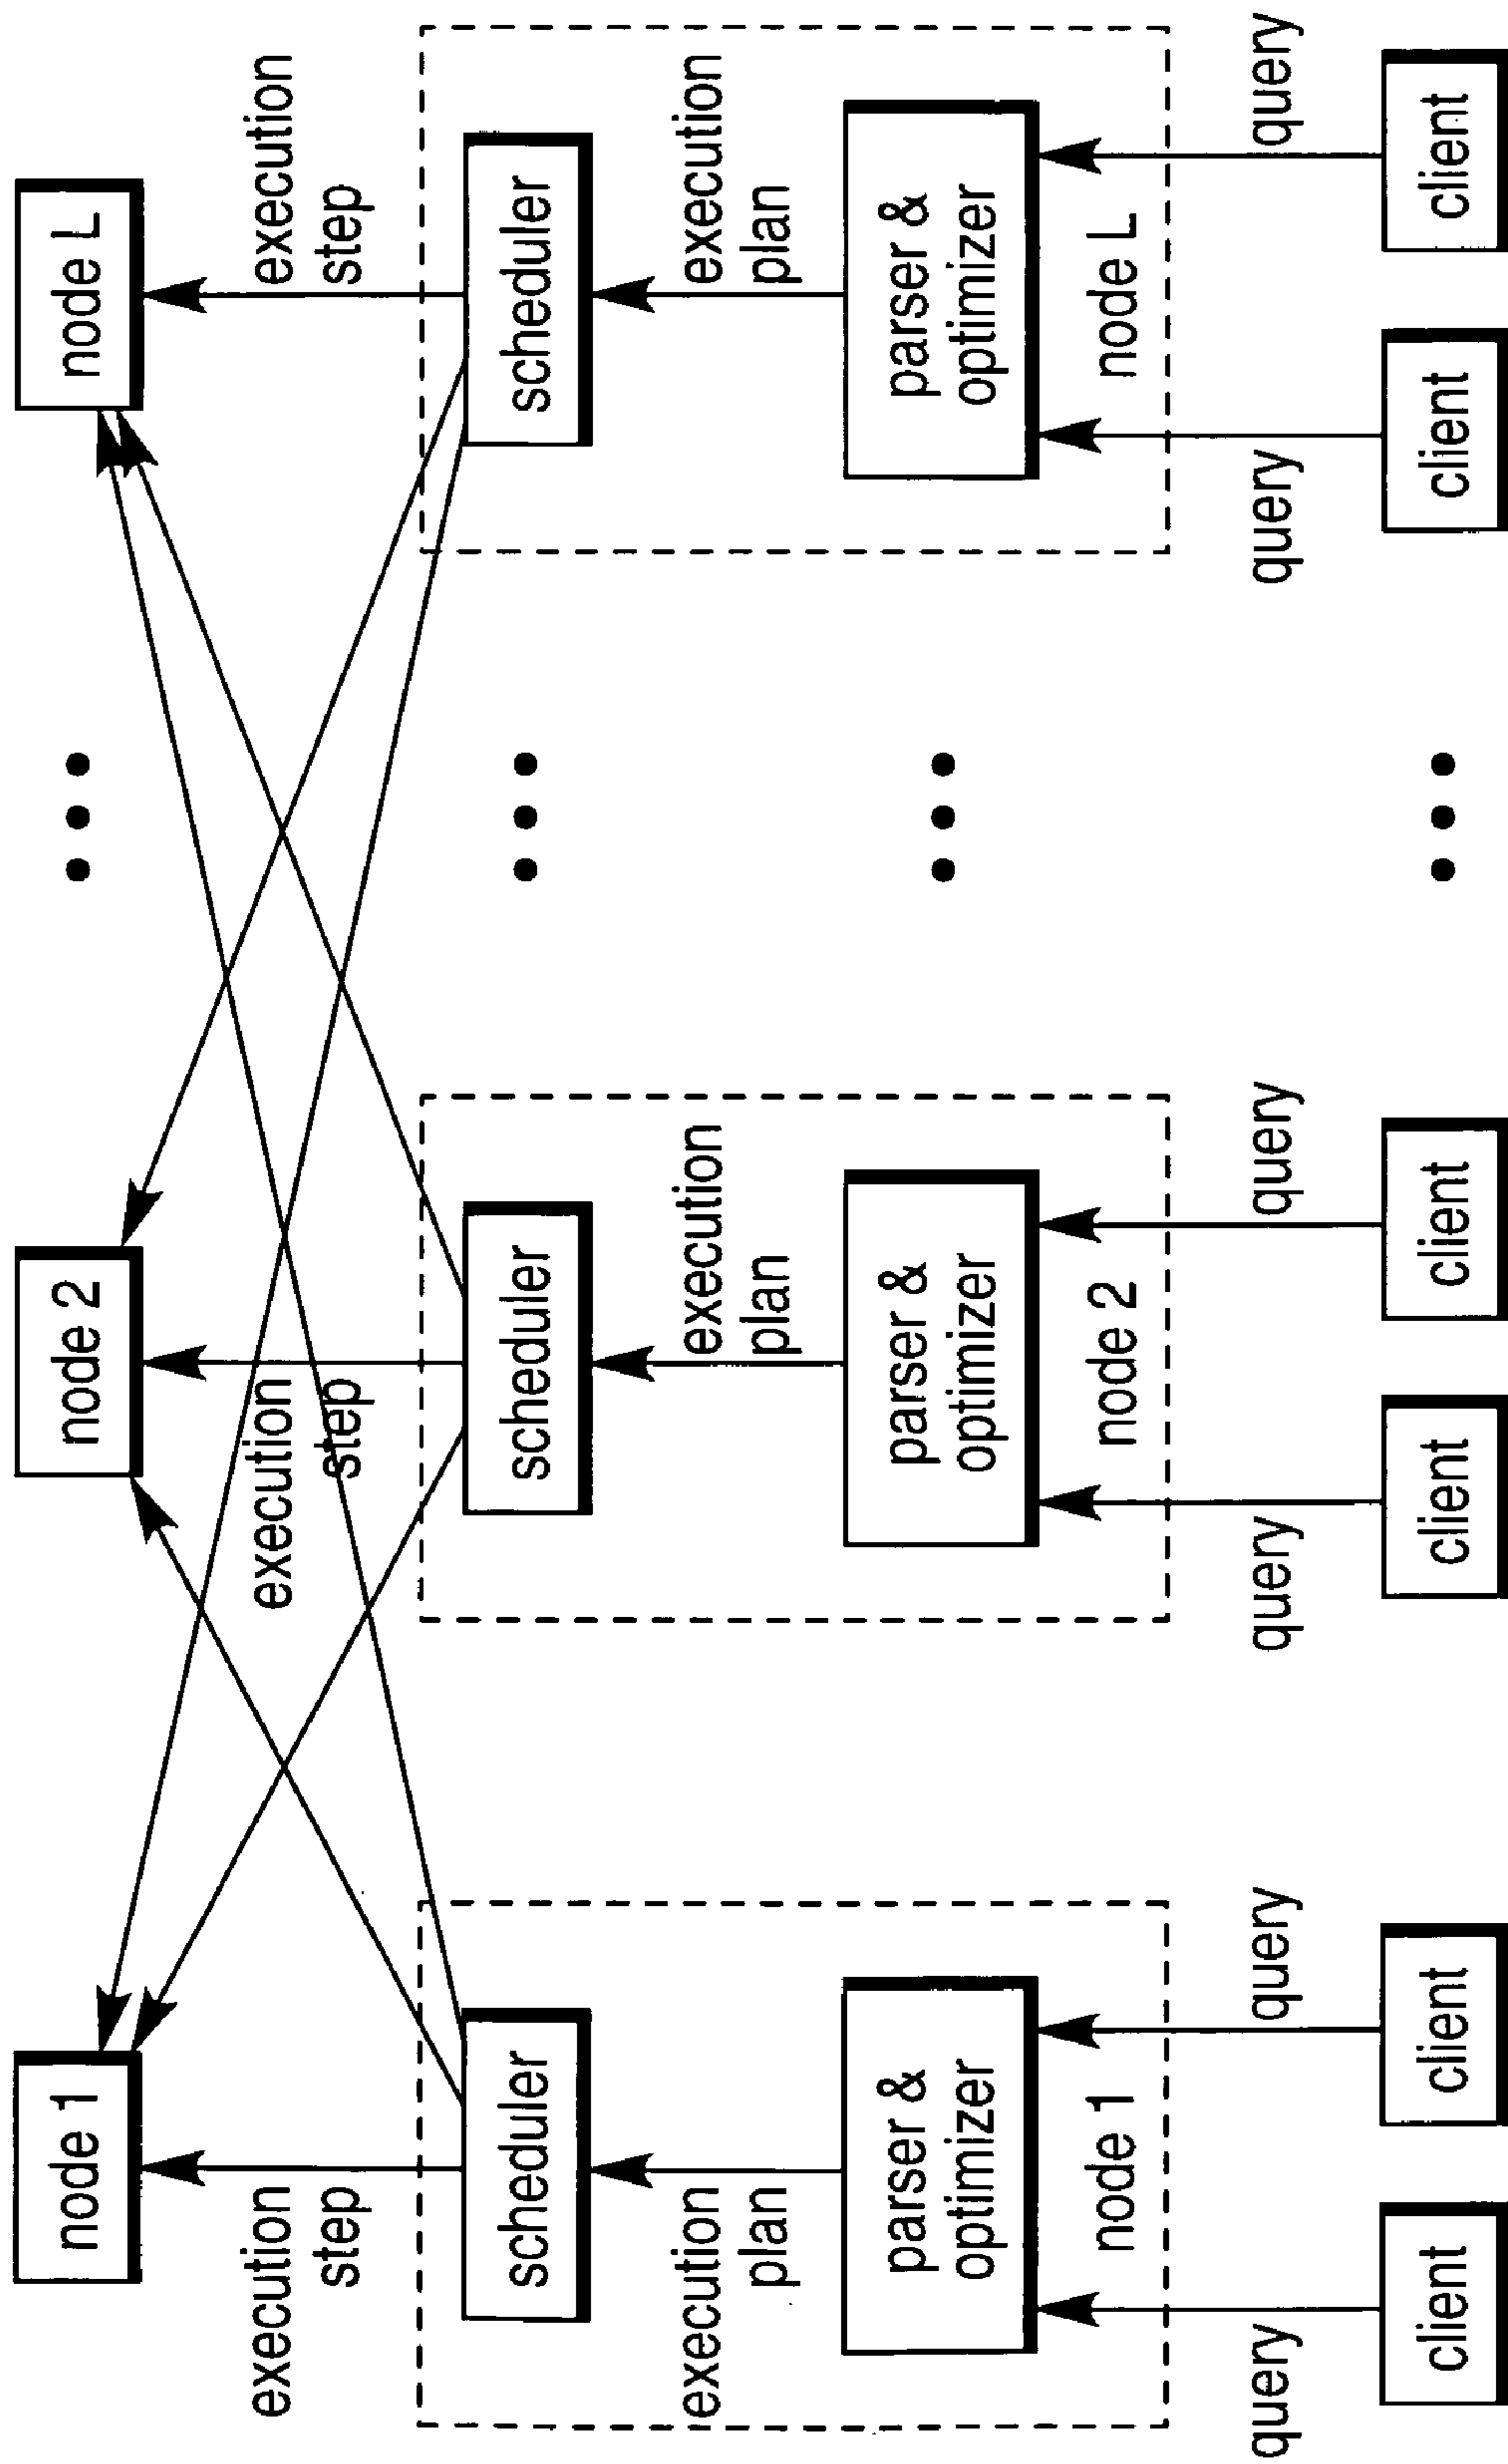 node 1
node 2
node L
execution
step
execution
step
execution
step
scheduler
scheduler
scheduler
execution
plan
execution
plan
execution
plan
parser &
optimizer
parser &
optimizer
parser &
optimizer
node 1
node 2
node L
query
query
query
query
query
query
client
client
client
client
client
client